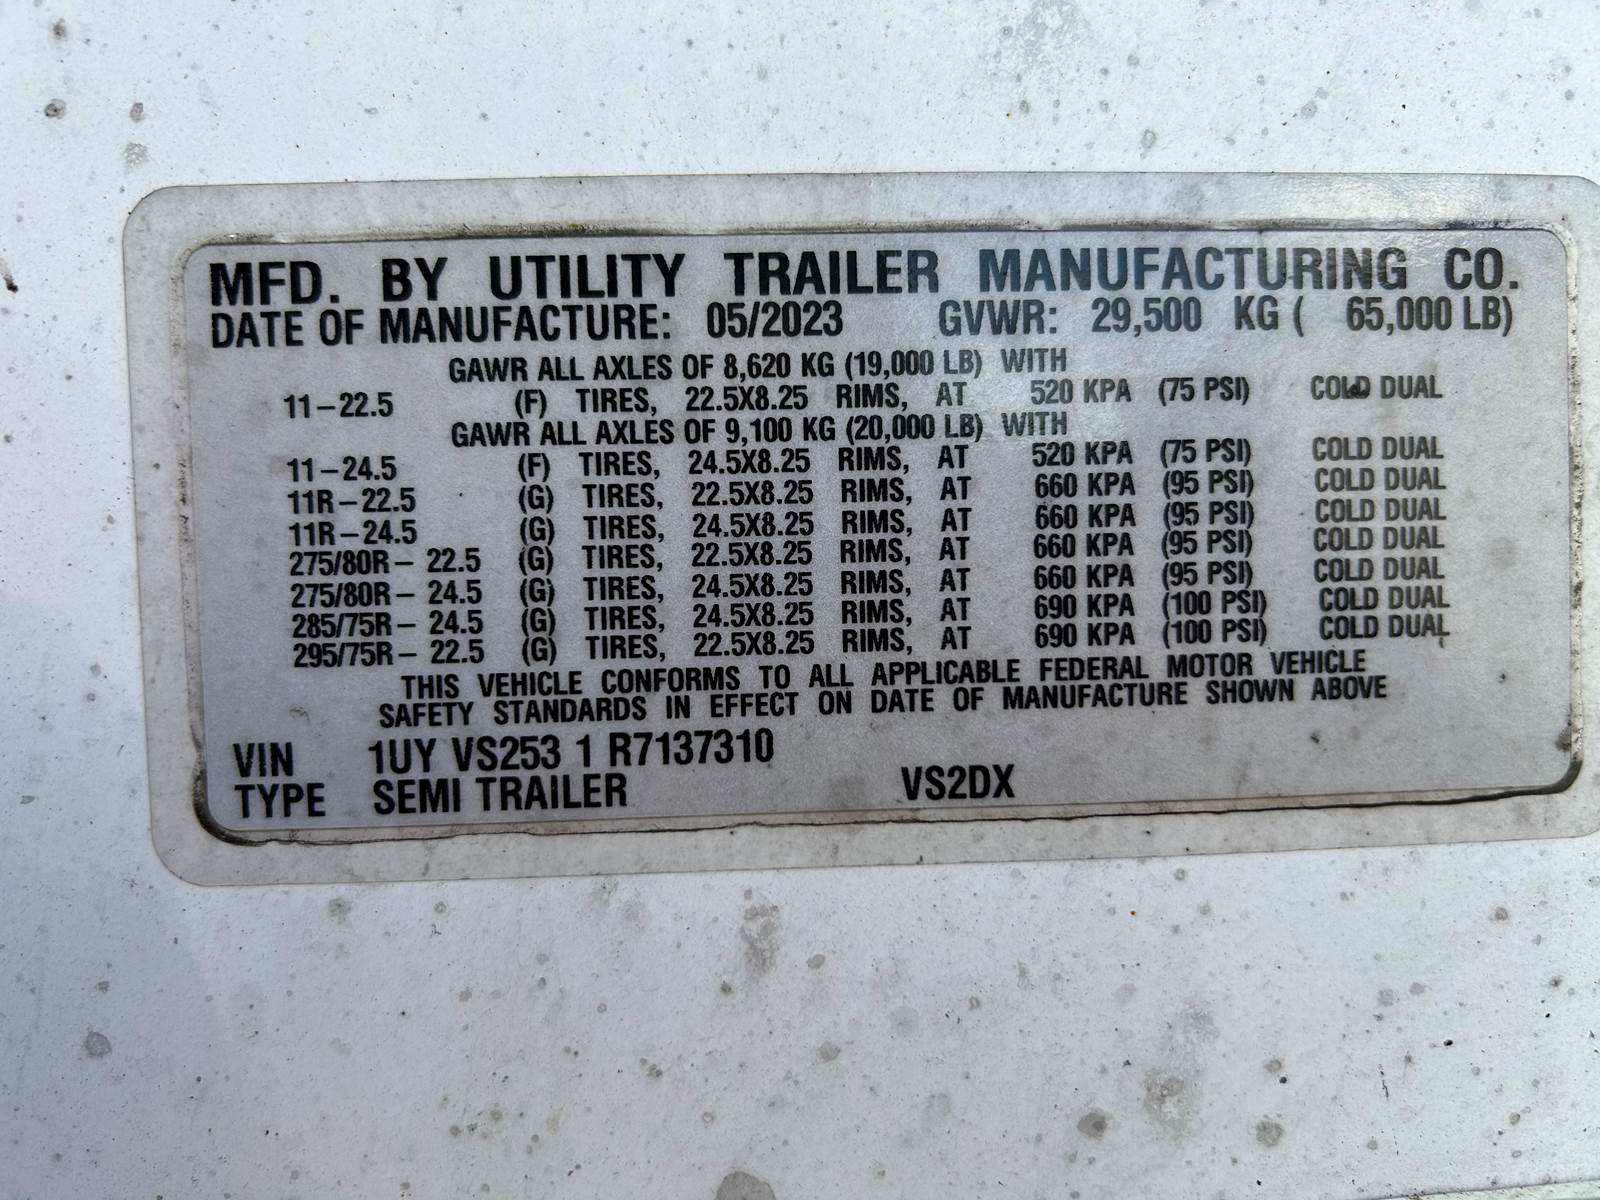 MFD. BY UTILITY TRAILER MANUFACTURING CO.
DATE OF MANUFACTURE: 05/2023 GVWR: 29,500 KG ( 65,000 LB)
GAWR ALL AXLES OF 8,620 KG (19,000 LB) WITH
11-22.5 (F) TIRES, 22.5X8.25 RIMS, AT 520 KPA (75 PSI) COLD DUAL
GAWR ALL AXLES OF 9,100 KG (20,000 LB) WITH
11-24.5 (F) TIRES, 24.5X8.25 RIMS, AT 520 KPA (75 PSI) COLD DUAL
11R-22.5 (G) TIRES, 22.5X8.25 RIMS, AT 660 KPA (95 PSI) COLD DUAL
11R-24.5 (G) TIRES, 24.5X8.25 RIMS, AT 660 KPA (95 PSI) COLD DUAL
275/80R- 22.5 (G) TIRES, 22.5X8.25 RIMS, AT 660 KPA (95 PSI) COLD DUAL
275/80R- 24.5 (G) TIRES, 24.5X8.25 RIMS, AT 660 KPA (95 PSI) COLD DUAL
285/75R- 24.5 (G) TIRES, 24.5X8.25 RIMS, AT 690 KPA (100 PSI) COLD DUAL
295/75R- 22.5 (G) TIRES, 22.5X8.25 RIMS, AT 690 KPA (100 PSI) COLD DUAL
THIS VEHICLE CONFORMS TO ALL APPLICABLE FEDERAL MOTOR VEHICLE
SAFETY STANDARDS IN EFFECT ON DATE OF MANUFACTURE SHOWN ABOVE
VIN 1UY VS253 1 R7137310
TYPE SEMI TRAILER VS2DX